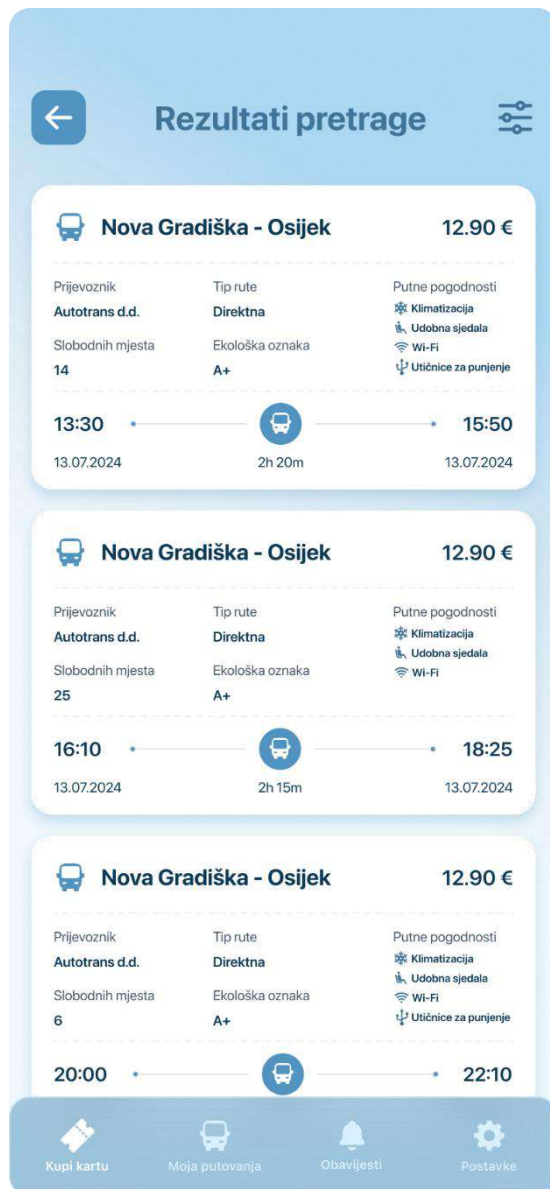 Rezultati pretrage
Nova Gradiška - Osijek 12.90 €
Prijevoznik Tip rute Putne pogodnosti
Autotrans d.d. Direktna Klimatizacija
Udobna sjedala
Slobodnih mjesta Ekološka oznaka Wi-Fi
14 A+ Utičnice za punjenje
13:30 15:50
13.07.2024 2h 20m 13.07.2024
Nova Gradiška - Osijek 12.90 €
Prijevoznik Tip rute Putne pogodnosti
Autotrans d.d. Direktna Klimatizacija
Udobna sjedala
Slobodnih mjesta Ekološka oznaka Wi-Fi
25 A+
16:10 18:25
13.07.2024 2h 15m 13.07.2024
Nova Gradiška - Osijek 12.90 €
Prijevoznik Tip rute Putne pogodnosti
Autotrans d.d. Direktna Klimatizacija
Udobna sjedala
Slobodnih mjesta Ekološka oznaka Wi-Fi
6 A+ Utičnice za punjenje
20:00 22:10
Kupi kartu Moja putovanja Obavijesti Postavke